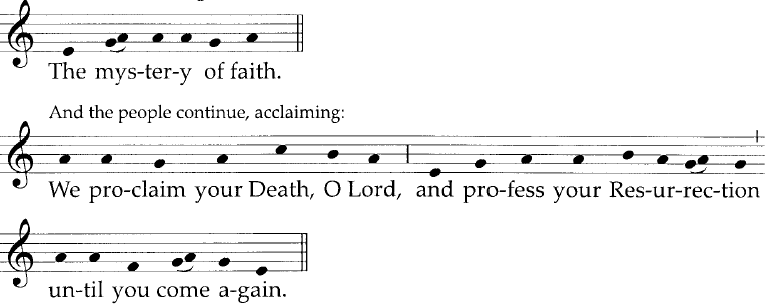 The mys-ter-y of faith.
And the people continue, acclaiming:
We pro-claim your Death, O Lord, and pro-fess your Res-ur-rec-tion
un-til you come a-gain.